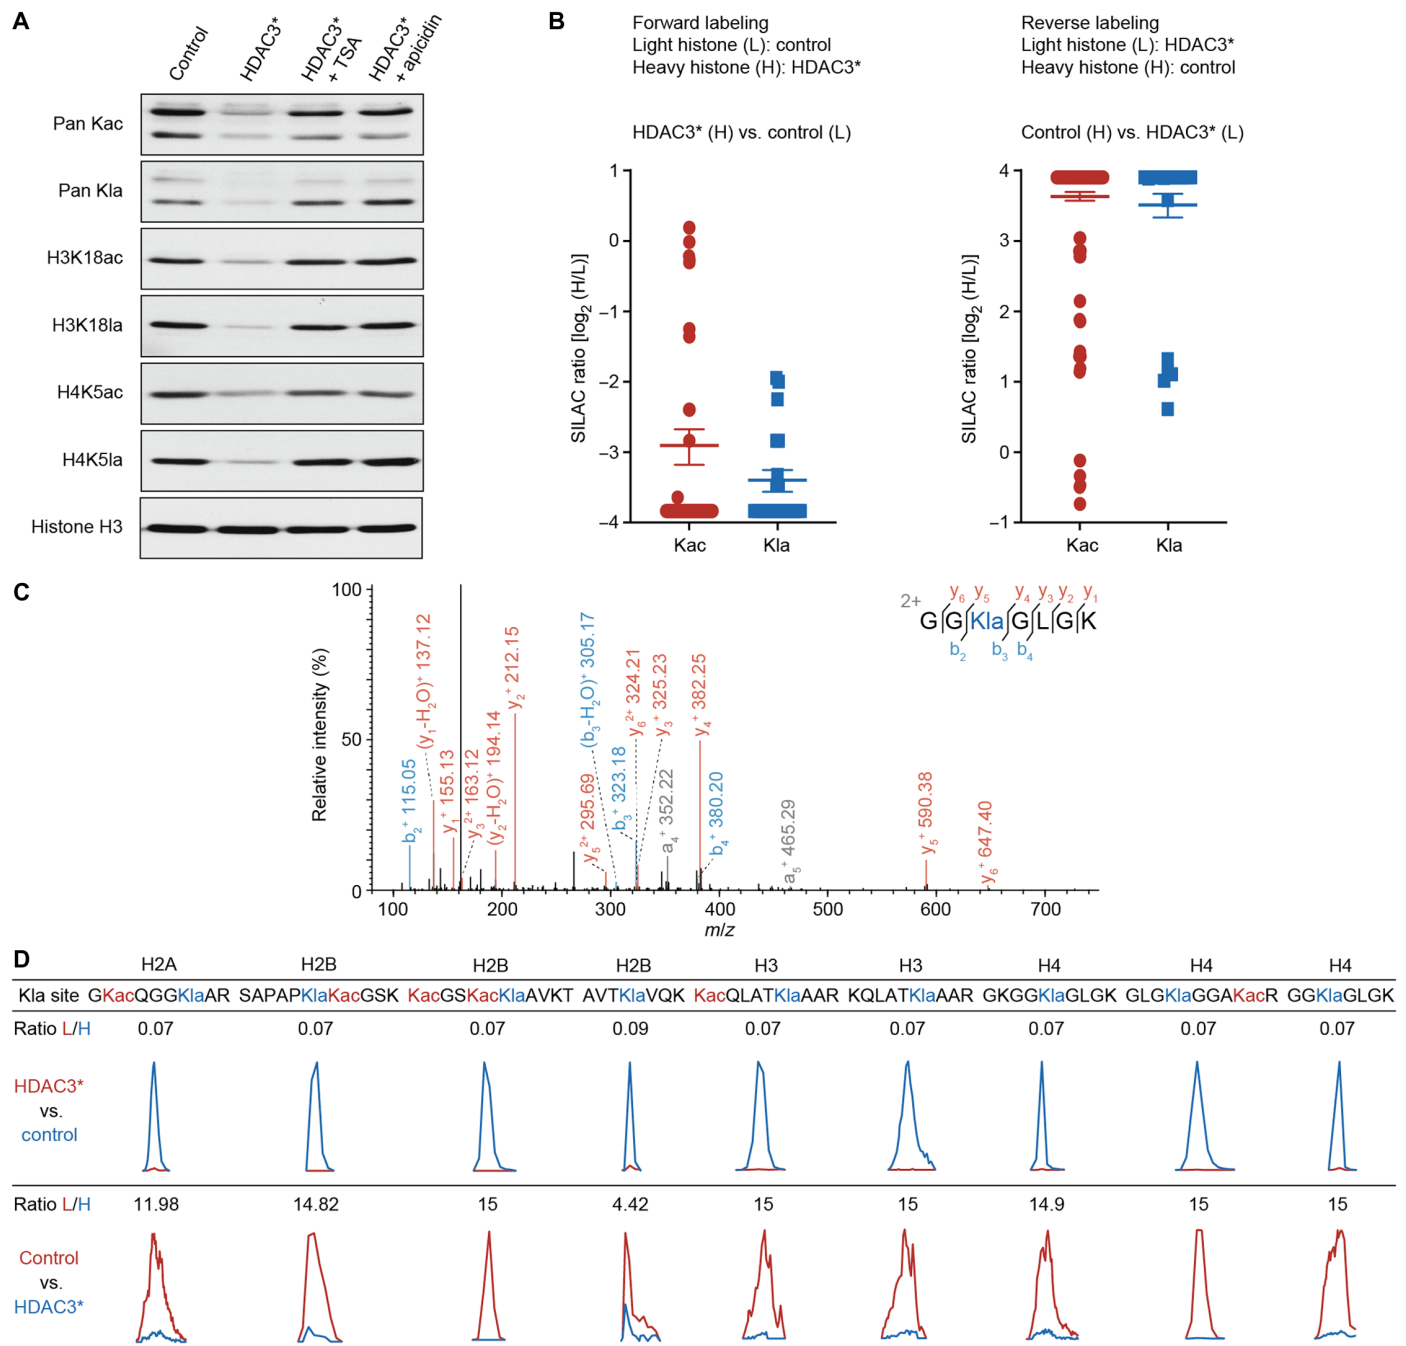 A
Control
HDAC3*
HDAC3*
+ TSA
HDAC3*
+ apicidin
Pan Kac
Pan Kla
H3K18ac
H3K18la
H4K5ac
H4K5la
Histone H3
B
Forward labeling
Light histone (L): control
Heavy histone (H): HDAC3*
HDAC3* (H) vs. control (L)
SILAC ratio [log2 (H/L)]
1
0
−1
−2
−3
−4
Kac Kla
Reverse labeling
Light histone (L): HDAC3*
Heavy histone (H): control
Control (H) vs. HDAC3* (L)
SILAC ratio [log2 (H/L)]
4
3
2
1
0
−1
Kac Kla
C
Relative intensity (%)
100
50
0
b2+ 115.05
(y1-H2O)+ 137.12
y1+ 155.13
y3 2+ 163.12
(y2-H2O)+ 194.14
y2+ 212.15
y5 2+ 295.69
(b3-H2O)+ 305.17
b3+ 323.18
y6 2+ 324.21
y3+ 325.23
a4+ 352.22
y4+ 382.25
b4+ 380.20
a5+ 465.29
y5+ 590.38
y6+ 647.40
100 200 300 400 500 600 700
m/z
y6 y5 y4 y3 y2 y1
2+
G G Kla G L G K
b2 b3 b4
D
H2A H2B H2B H2B H3 H3 H4 H4 H4
Kla site GKacQGGKlaAR SAPAPKlaKacGSK KacGSKacKlaAVKT AVTKlaVQK KacQLATKlaAAR KQLATKlaAAR GKGGKlaGLGK GLGKlaGGAKacR GGKlaGLGK
Ratio L/H 0.07 0.07 0.07 0.09 0.07 0.07 0.07 0.07 0.07
HDAC3*
vs.
control
Ratio L/H 11.98 14.82 15 4.42 15 15 14.9 15 15
Control
vs.
HDAC3*